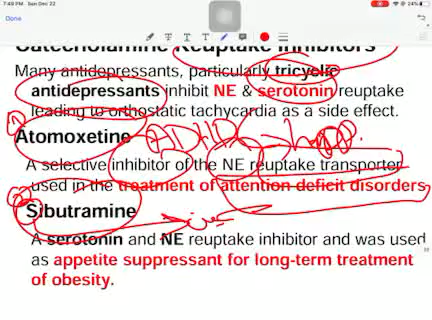 7:49 PM Sun Dec 22
24%
Done
Catecholamine Reuptake Inhibitors
Many antidepressants, particularly tricyclic
antidepressants inhibit NE & serotonin reuptake
leading to orthostatic tachycardia as a side effect.
Atomoxetine ADHD
A selective inhibitor of the NE reuptake transporter
used in the treatment of attention deficit disorders
Sibutramine
A serotonin and NE reuptake inhibitor and was used
as appetite suppressant for long-term treatment
of obesity.